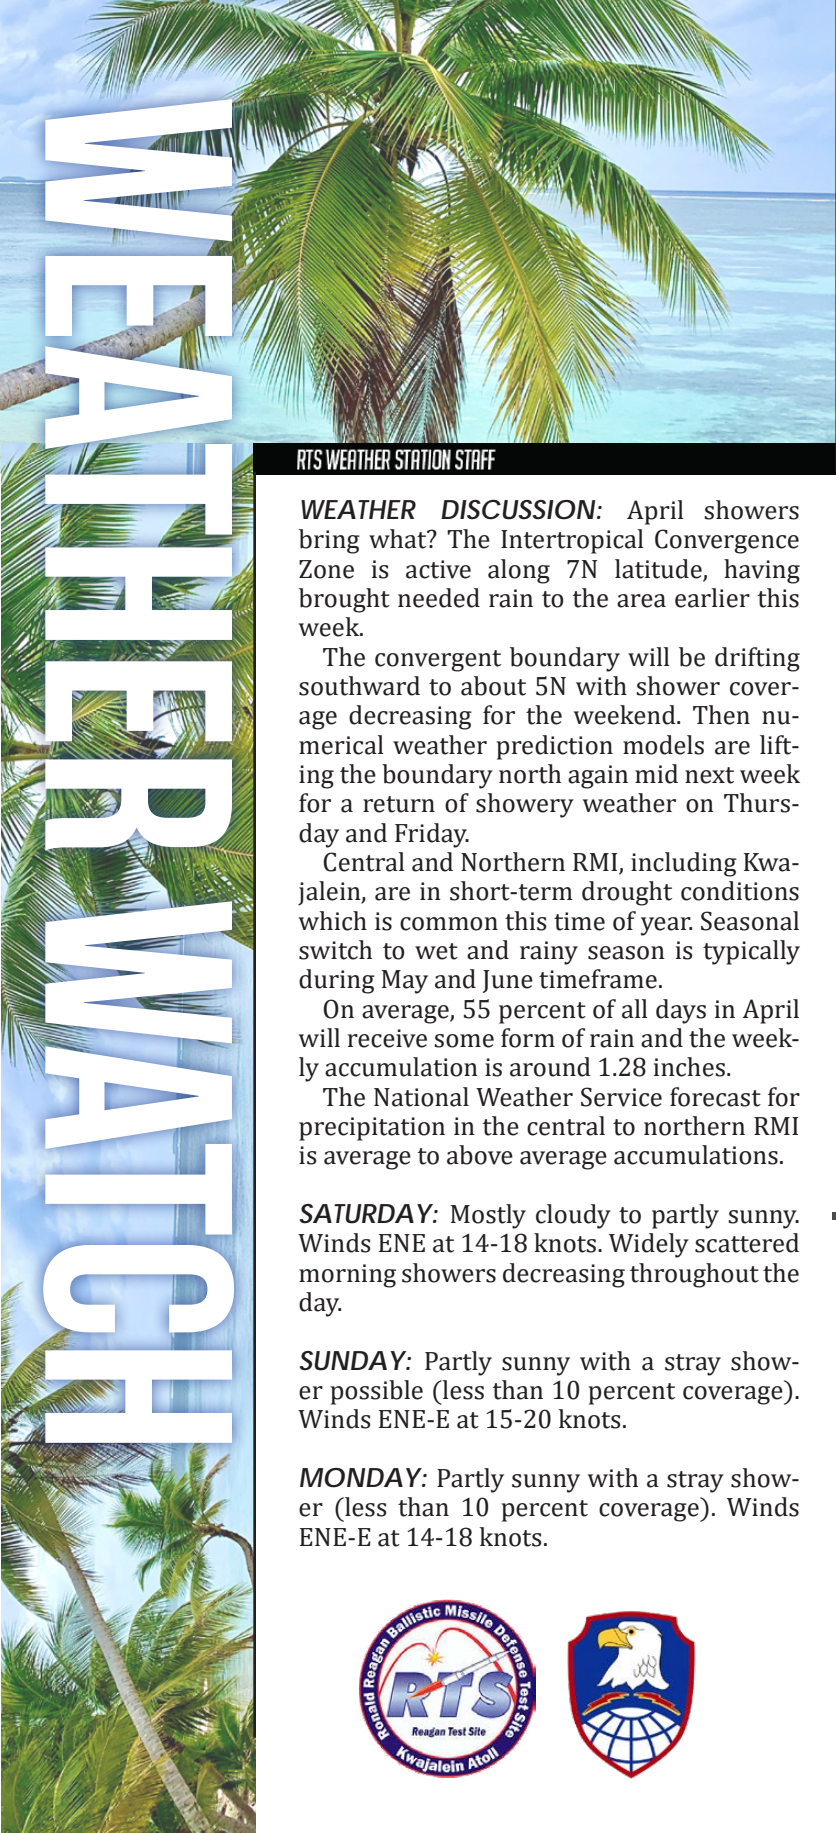 WEATHER WATCH
RTS WEATHER STATION STAFF
WEATHER DISCUSSION: April showers
bring what? The Intertropical Convergence
Zone is active along 7N latitude, having
brought needed rain to the area earlier this
week.
The convergent boundary will be drifting
southward to about 5N with shower cover-
age decreasing for the weekend. Then nu-
merical weather prediction models are lift-
ing the boundary north again mid next week
for a return of showery weather on Thurs-
day and Friday.
Central and Northern RMI, including Kwa-
jalein, are in short-term drought conditions
which is common this time of year. Seasonal
switch to wet and rainy season is typically
during May and June timeframe.
On average, 55 percent of all days in April
will receive some form of rain and the week-
ly accumulation is around 1.28 inches.
The National Weather Service forecast for
precipitation in the central to northern RMI
is average to above average accumulations.
SATURDAY: Mostly cloudy to partly sunny.
Winds ENE at 14-18 knots. Widely scattered
morning showers decreasing throughout the
day.
SUNDAY: Partly sunny with a stray show-
er possible (less than 10 percent coverage).
Winds ENE-E at 15-20 knots.
MONDAY: Partly sunny with a stray show-
er (less than 10 percent coverage). Winds
ENE-E at 14-18 knots.
Ronald Reagan Ballistic Missile Defense Test Site
RTS
Reagan Test Site
Kwajalein Atoll